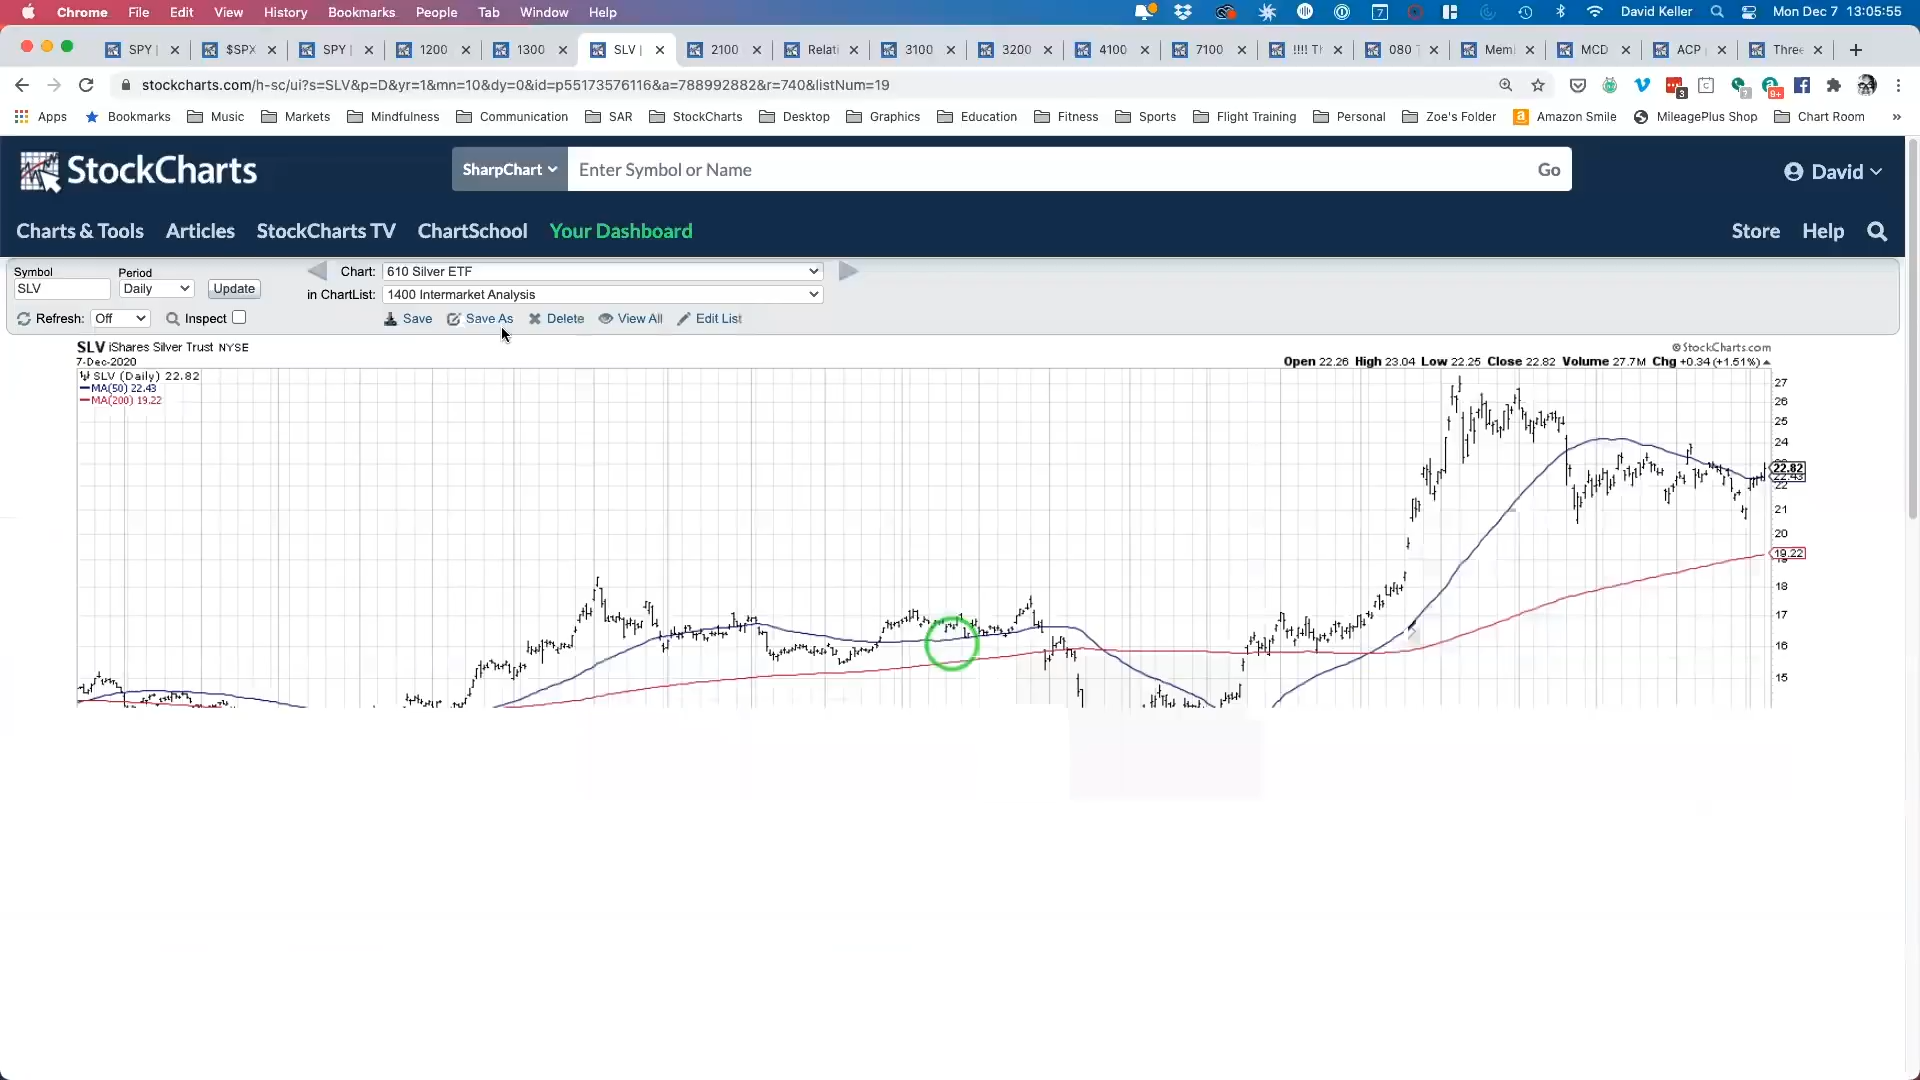 Chrome File Edit View History Bookmarks People Tab Window Help 7 David Keller Mon Dec 7 13:05:55
SPY | $SPX SPY | 1200 1300 SLV | 2100 Relati 3100 3200 4100 7100 !!!! Th 080 T Mem MCD ACP Three
stockcharts.com/h-sc/ui?s=SLV&p=D&yr=1&mn=10&dy=0&id=p55173576116&a=788992882&r=740&listNum=19 3 ? 9+
Apps Bookmarks Music Markets Mindfulness Communication SAR StockCharts Desktop Graphics Education Fitness Sports Flight Training Personal Zoe's Folder Amazon Smile MileagePlus Shop Chart Room »
StockCharts SharpChart Enter Symbol or Name Go David
Charts & Tools Articles StockCharts TV ChartSchool Your Dashboard Store Help
Symbol Period Chart: 610 Silver ETF
SLV Daily Update in ChartList: 1400 Intermarket Analysis
Refresh: Off Inspect Save Save As Delete View All Edit List
SLV iShares Silver Trust NYSE © StockCharts.com
7-Dec-2020 Open 22.26 High 23.04 Low 22.25 Close 22.82 Volume 27.7M Chg +0.34 (+1.51%)
SLV (Daily) 22.82
MA(50) 22.43
MA(200) 19.22
27
26
25
24
22.82
22.43
22
21
20
19.22
18
17
16
15